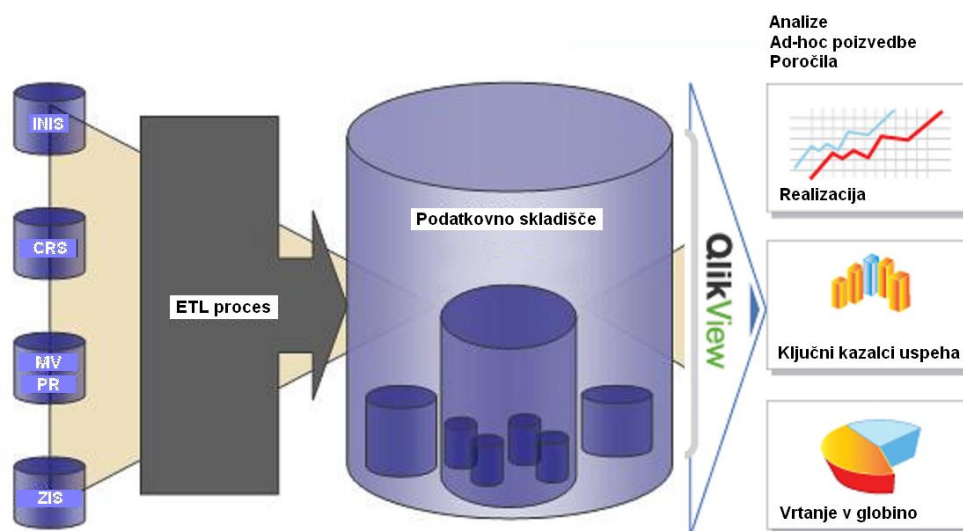 INIS
CRS
MV
PR
ZIS
ETL proces
Podatkovno skladišče
QlikView
Analize
Ad-hoc poizvedbe
Poročila
Realizacija
Ključni kazalci uspeha
Vrtanje v globino